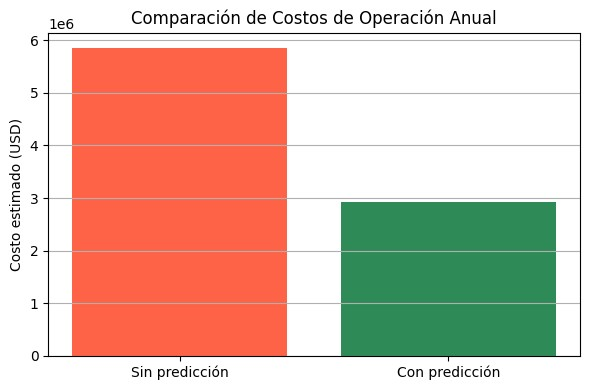 Comparación de Costos de Operación Anual
1e6
6
5
4
3
2
1
0
Costo estimado (USD)
Sin predicción
Con predicción